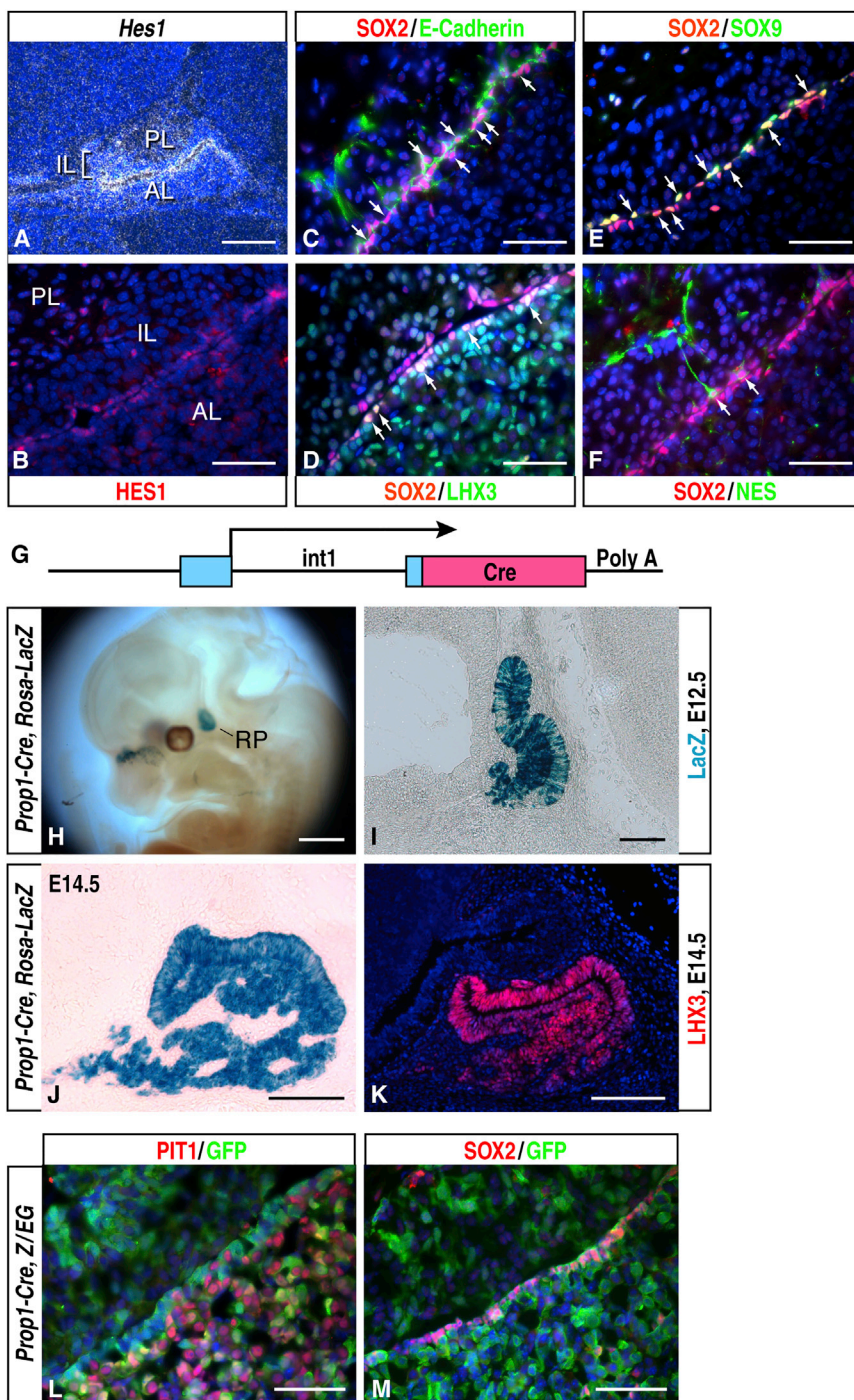 Hes1
PL
IL
AL
A
SOX2/E-Cadherin
C
SOX2/SOX9
E
PL
IL
AL
B
HES1
D
SOX2/LHX3
F
SOX2/NES
G
int1
Cre
Poly A
Prop1-Cre, Rosa-LacZ
RP
H
I
LacZ, E12.5
Prop1-Cre, Rosa-LacZ
E14.5
J
K
LHX3, E14.5
PIT1/GFP
SOX2/GFP
Prop1-Cre, Z/EG
L
M